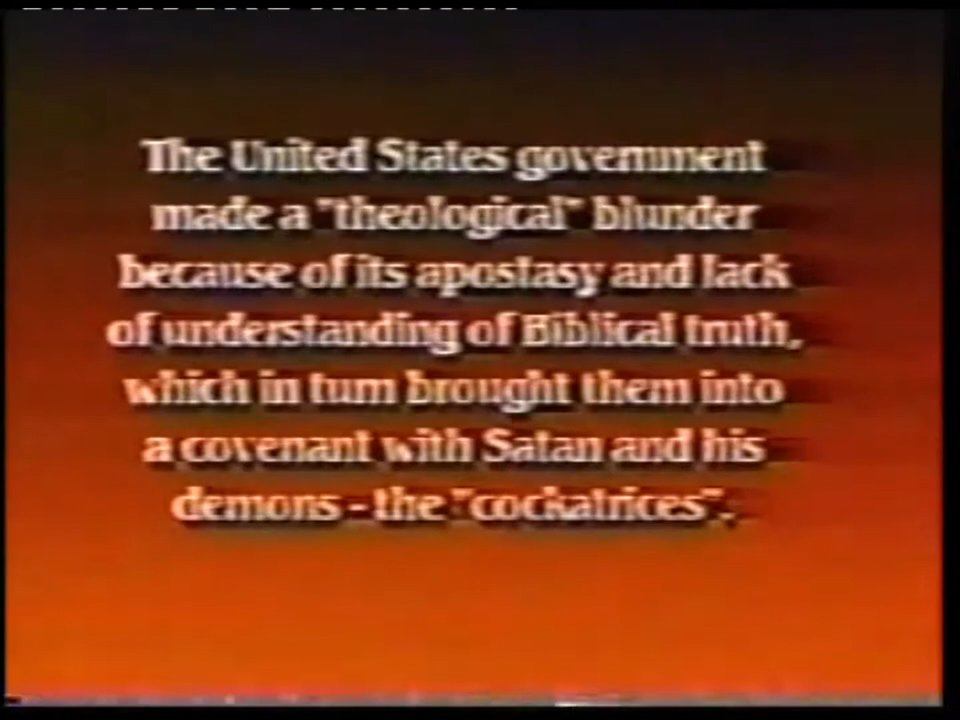 The United States government
made a "theological" blunder
because of its apostasy and lack
of understanding of Biblical truth,
which in turn brought them into
a covenant with Satan and his
demons - the "cockatrices".